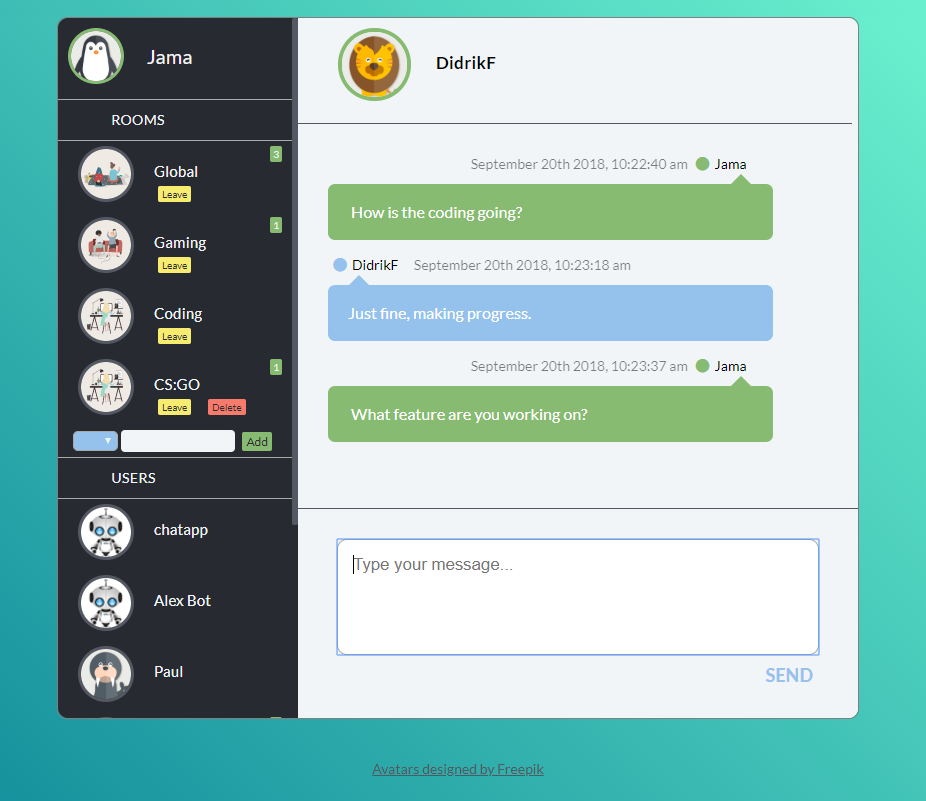 Jama
ROOMS
Global
3
Leave
Gaming
1
Leave
Coding
Leave
CS:GO
1
Leave Delete
Add
USERS
chatapp
Alex Bot
Paul
DidrikF
September 20th 2018, 10:22:40 am Jama
How is the coding going?
DidrikF September 20th 2018, 10:23:18 am
Just fine, making progress.
September 20th 2018, 10:23:37 am Jama
What feature are you working on?
Type your message...
SEND
Avatars designed by Freepik